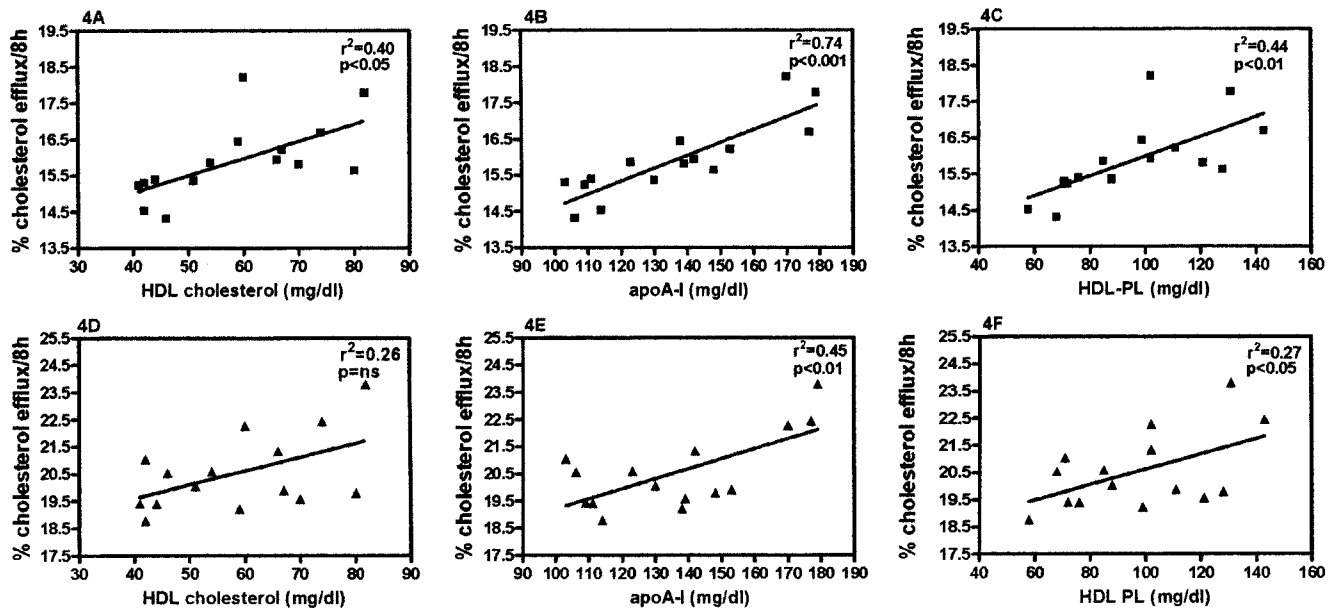 4A
r²=0.40
p<0.05
% cholesterol efflux/8h
19.5
18.5
17.5
16.5
15.5
14.5
13.5
30 40 50 60 70 80 90
HDL cholesterol (mg/dl)
4B
r²=0.74
p<0.001
% cholesterol efflux/8h
19.5
18.5
17.5
16.5
15.5
14.5
13.5
90 100 110 120 130 140 150 160 170 180 190
apoA-I (mg/dl)
4C
r²=0.44
p<0.01
% cholesterol efflux/8h
19.5
18.5
17.5
16.5
15.5
14.5
13.5
40 60 80 100 120 140 160
HDL-PL (mg/dl)
4D
r²=0.26
p=ns
% cholesterol efflux/8h
25.5
24.5
23.5
22.5
21.5
20.5
19.5
18.5
17.5
30 40 50 60 70 80 90
HDL cholesterol (mg/dl)
4E
r²=0.45
p<0.01
% cholesterol efflux/8h
25.5
24.5
23.5
22.5
21.5
20.5
19.5
18.5
17.5
90 100 110 120 130 140 150 160 170 180 190
apoA-I (mg/dl)
4F
r²=0.27
p<0.05
% cholesterol efflux/8h
25.5
24.5
23.5
22.5
21.5
20.5
19.5
18.5
17.5
40 60 80 100 120 140 160
HDL PL (mg/dl)